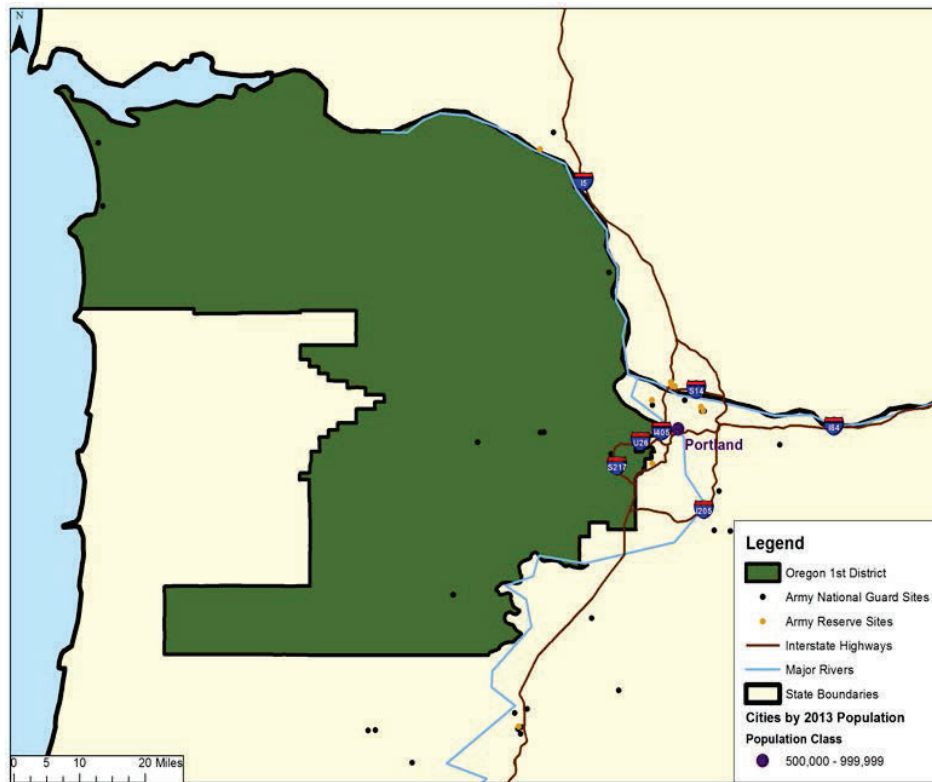 N
I5
S14
I405
U26
I84
Portland
S217
I205
Legend
Oregon 1st District
Army National Guard Sites
Army Reserve Sites
Interstate Highways
Major Rivers
State Boundaries
Cities by 2013 Population
Population Class
500,000 - 999,999
0 5 10 20 Miles